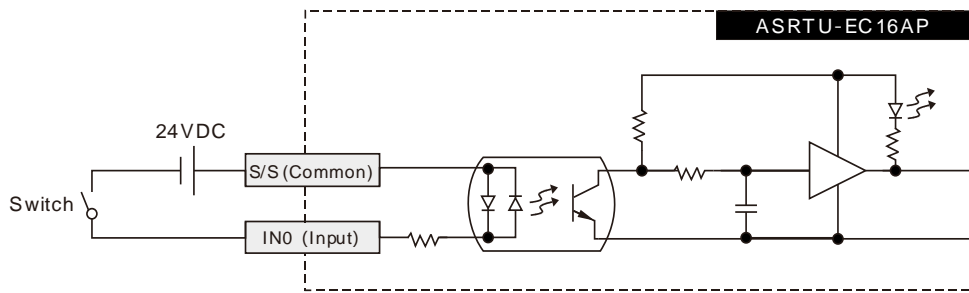 ASRTU-EC16AP
24VDC
S/S (Common)
Switch
IN0 (Input)